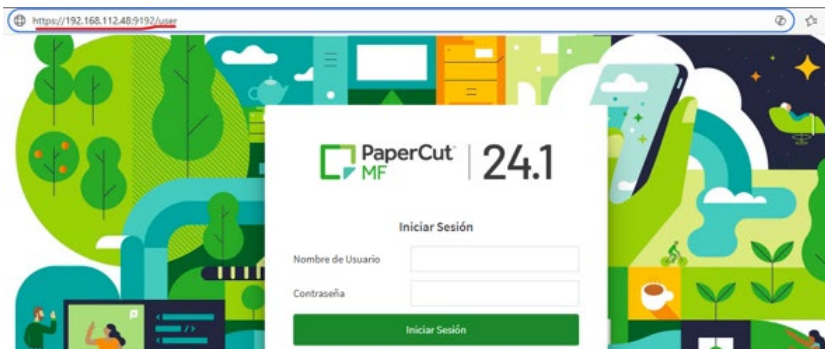 https://192.168.112.48:9192/user
PaperCut MF | 24.1
Iniciar Sesión
Nombre de Usuario
Contraseña
Iniciar Sesión